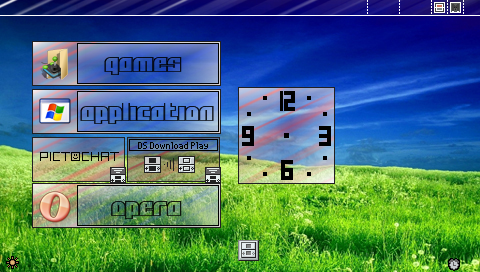 games
application
PICTOCHAT
DS Download Play
opera
12
9
3
6